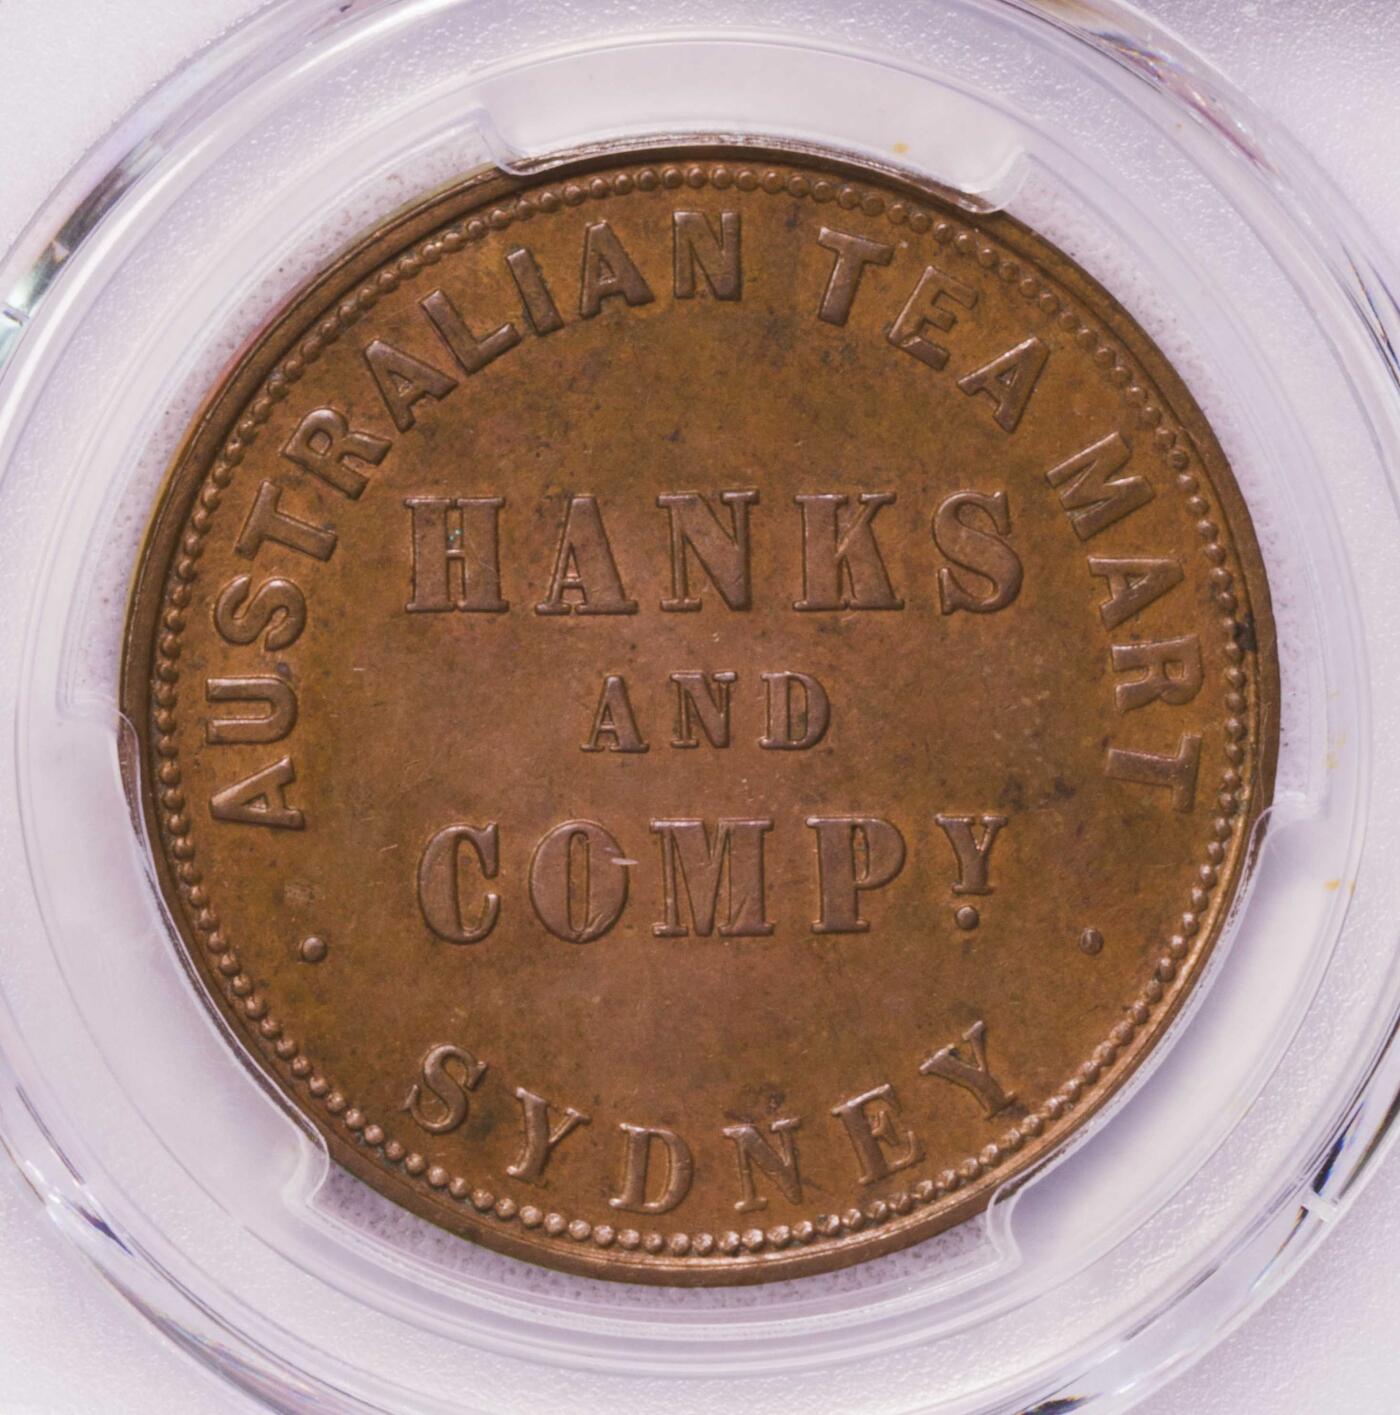 AUSTRALIAN TEA MART
HANKS
AND
COMPY.
SYDNEY